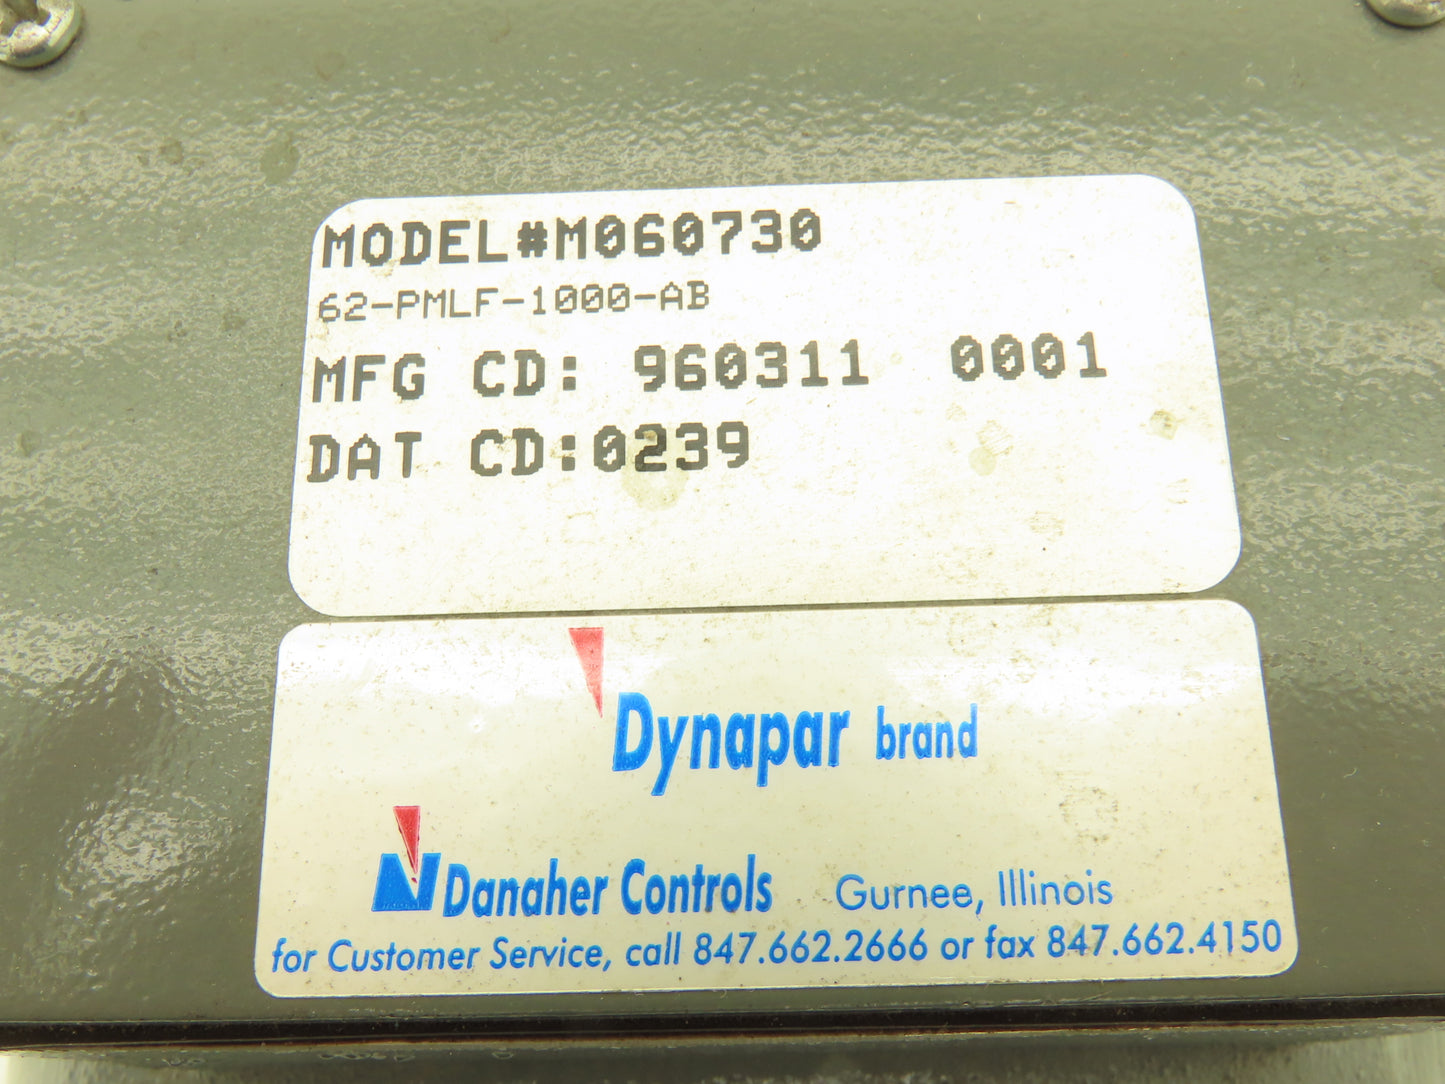 MODEL#M060730
62-PMLF-1000-AB
MFG CD: 960311 0001
DAT CD:0239
Dynapar brand
Danaher Controls Gurnee, Illinois
for Customer Service, call 847.662.2666 or fax 847.662.4150